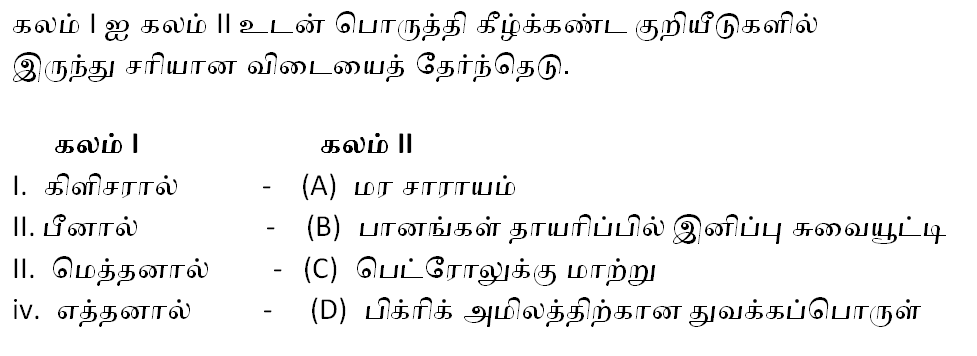 கலம் I ஐ கலம் II உடன் பொருத்தி கீழ்க்கண்ட குறியீடுகளில்
இருந்து சரியான விடையைத் தேர்ந்தெடு.
கலம் I கலம் II
I. கிளிசரால் - (A) மர சாராயம்
II. பீனால் - (B) பானங்கள் தாயரிப்பில் இனிப்பு சுவையூட்டி
II. மெத்தனால் - (C) பெட்ரோலுக்கு மாற்று
iv. எத்தனால் - (D) பிக்ரிக் அமிலத்திற்கான துவக்கப்பொருள்